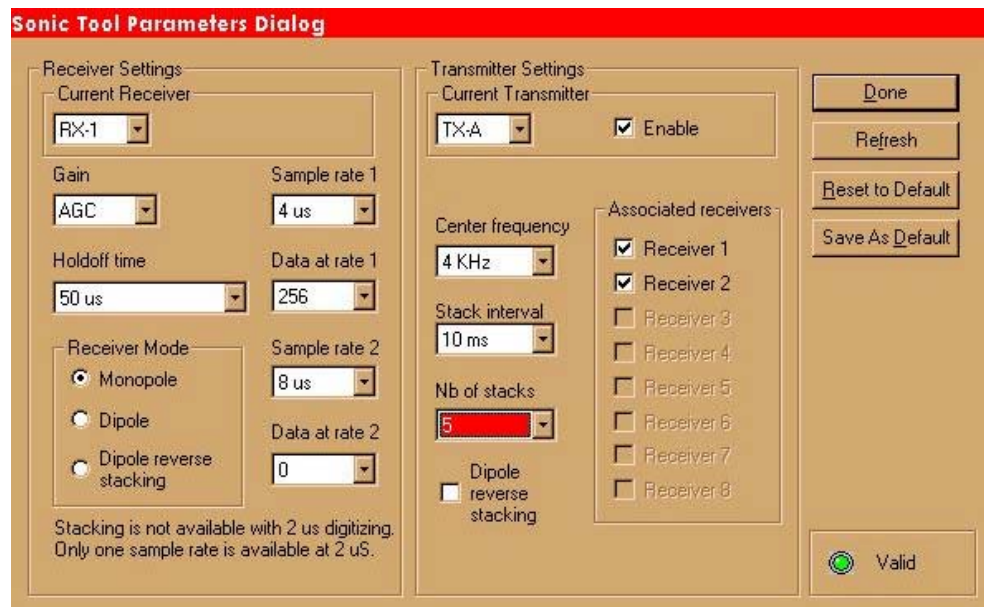 Sonic Tool Parameters Dialog
Receiver Settings
Current Receiver
RX-1
Gain
AGC
Sample rate 1
4 us
Holdoff time
50 us
Data at rate 1
256
Receiver Mode
Monopole
Dipole
Dipole reverse
stacking
Sample rate 2
8 us
Data at rate 2
0
Stacking is not available with 2 us digitizing.
Only one sample rate is available at 2 uS.
Transmitter Settings
Current Transmitter
TX-A
Enable
Center frequency
4 KHz
Stack interval
10 ms
Nb of stacks
5
Dipole
reverse
stacking
Associated receivers
Receiver 1
Receiver 2
Receiver 3
Receiver 4
Receiver 5
Receiver 6
Receiver 7
Receiver 8
Done
Refresh
Reset to Default
Save As Default
Valid